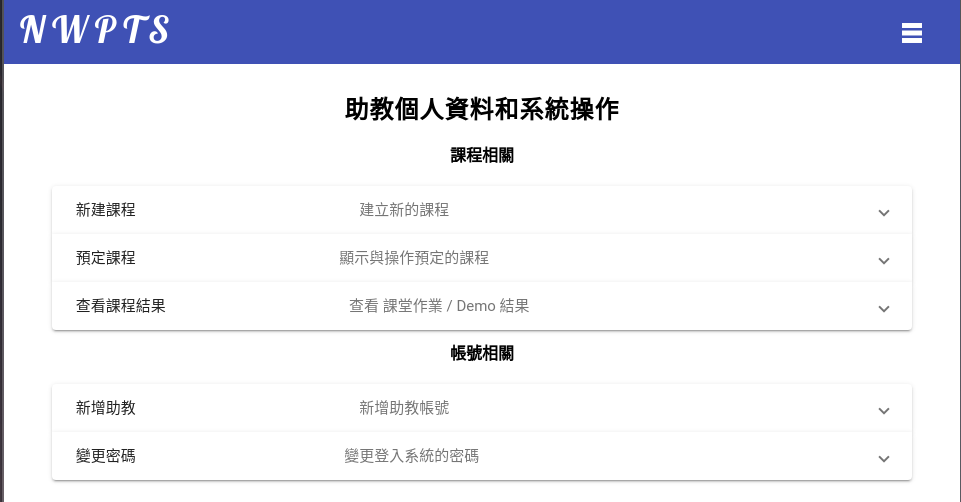 NWPTS
助教個人資料和系統操作
課程相關
新建課程 建立新的課程
預定課程 顯示與操作預定的課程
查看課程結果 查看 課堂作業 / Demo 結果
帳號相關
新增助教 新增助教帳號
變更密碼 變更登入系統的密碼